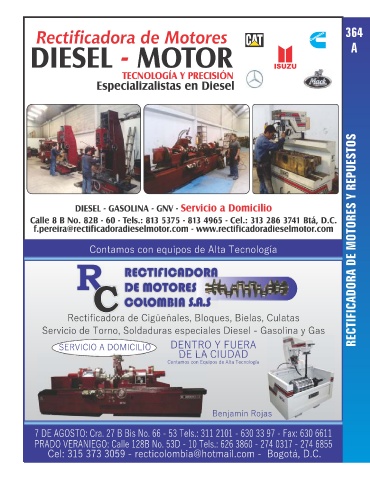 Rectificadora de Motores
DIESEL - MOTOR
TECNOLOGÍA Y PRECISIÓN
Especializalistas en Diesel
CAT
ISUZU
Mack
DIESEL - GASOLINA - GNV - Servicio a Domicilio
Calle 8 B No. 82B - 60 - Tels.: 813 5375 - 813 4965 - Cel.: 313 286 3741 Btá, D.C.
f.pereira@rectificadoradieselmotor.com - www.rectificadoradieselmotor.com
Contamos con equipos de Alta Tecnología
RC
RECTIFICADORA
DE MOTORES
COLOMBIA S.A.S
Rectificadora de Cigüeñales, Bloques, Bielas, Culatas
Servicio de Torno, Soldaduras especiales Diesel - Gasolina y Gas
SERVICIO A DOMICILIO
DENTRO Y FUERA
DE LA CIUDAD
Contamos con Equipos de Alta Tecnología
Benjamín Rojas
7 DE AGOSTO: Cra. 27 B Bis No. 66 - 53 Tels.: 311 2101 - 630 33 97 - Fax: 630 6611
PRADO VERANIEGO: Calle 128B No. 53D - 10 Tels.: 626 3860 - 274 0317 - 274 6855
Cel: 315 373 3059 - recticolombia@hotmail.com - Bogotá, D.C.
364
A
RECTIFICADORA DE MOTORES Y REPUESTOS